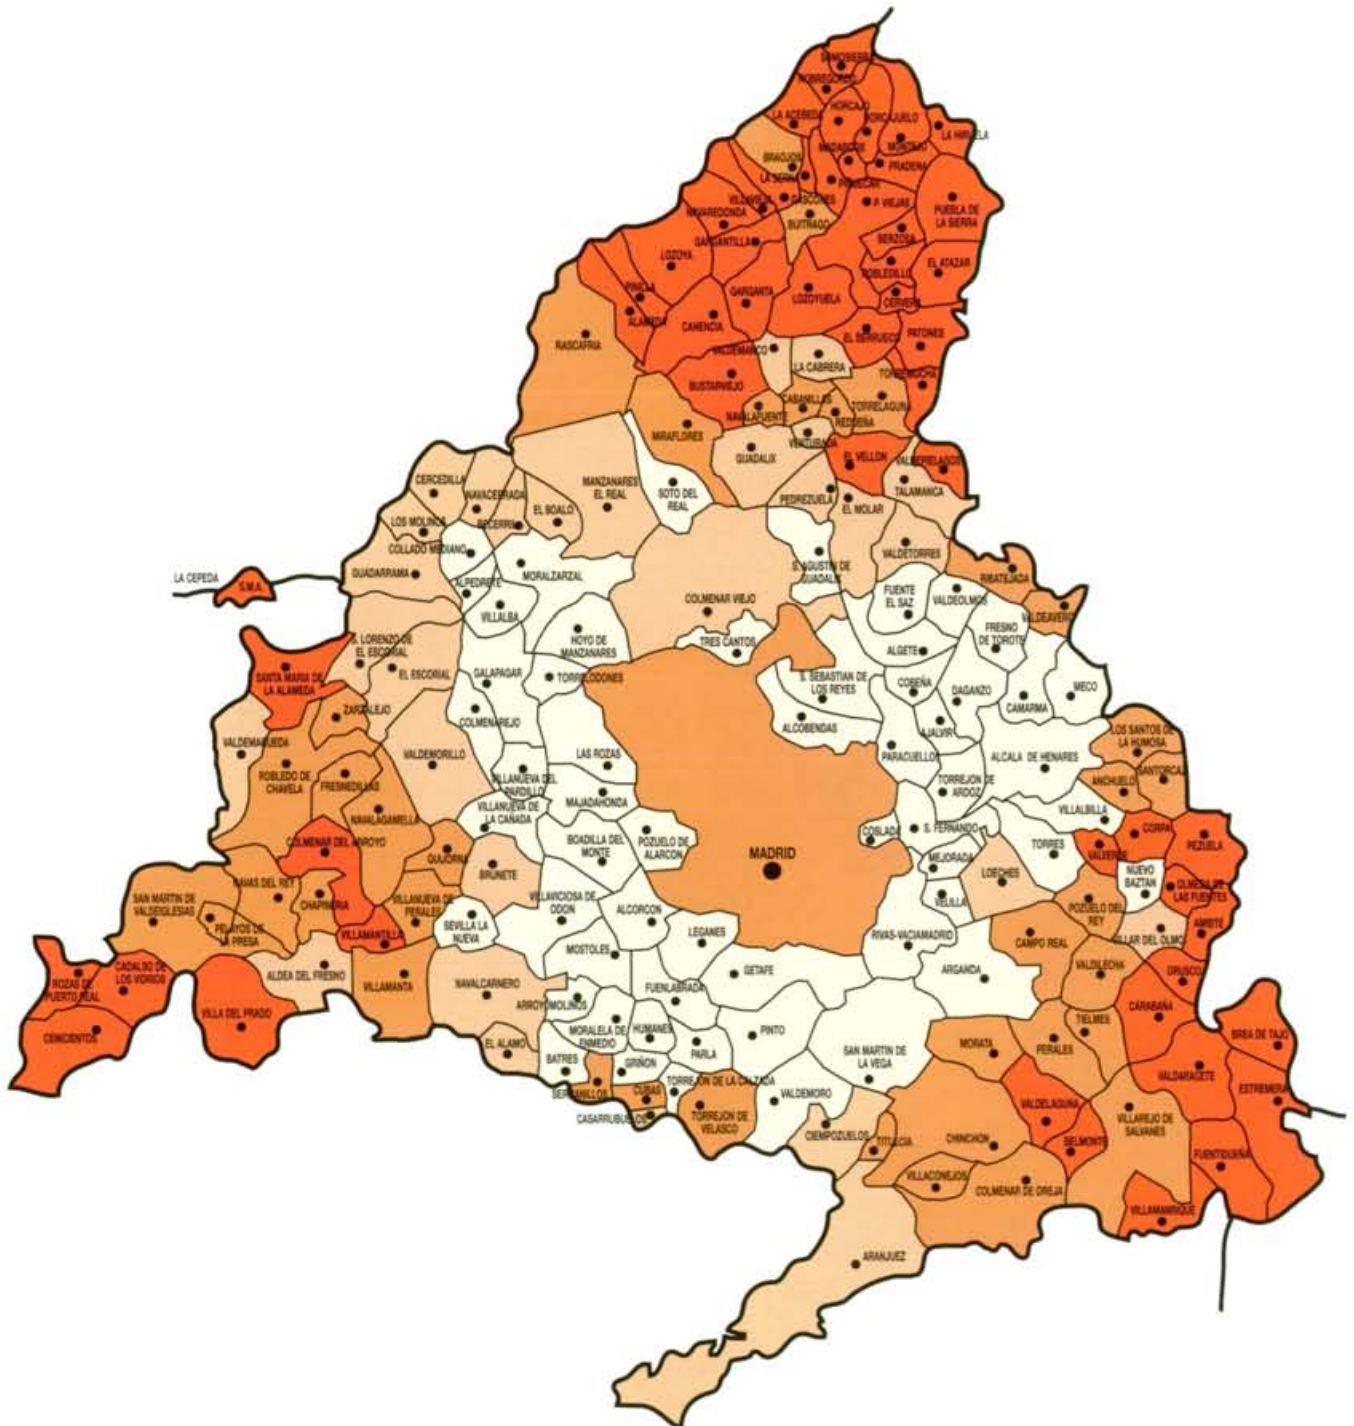 SOMOSIERRA
ROBREGORDO
LA ACEBEDA
HORCAJO
HORCAJUELO
LA HIRUELA
MONTEJO
MADARCOS
PRADENA
BRAOJOS
LA SERNA
PIÑUECAR
VILLAVIEJA
GASCONES
P. VIEJAS
PUEBLA DE
LA SIERRA
NAVAREDONDA
BUITRAGO
BERZOSA
GARGANTILLA
LOZOYA
ROBLEDILLO
EL ATAZAR
PINILLA
GARGANTA
LOZOYUELA
CERVERA
ALAMEDA
CANENCIA
EL BERRUECO
PATONES
RASCAFRIA
VALDEMANCO
LA CABRERA
BUSTARVIEJO
TORREMOCHA
CABANILLAS
TORRELAGUNA
NAVALAFUENTE
REDUEÑA
MIRAFLORES
VENTURADA
GUADALIX
EL VELLON
VALDEPIELAGOS
CERCEDILLA
NAVACERRADA
MANZANARES
EL REAL
SOTO DEL
REAL
PEDREZUELA
TALAMANCA
EL BOALO
EL MOLAR
LOS MOLINOS
BECERRIL
COLLADO MEDIANO
VALDETORRES
LA CEPEDA
S.M.A.
GUADARRAMA
MORALZARZAL
S. AGUSTIN DE
GUADALIX
RIBATEJADA
ALPEDRETE
COLMENAR VIEJO
FUENTE
EL SAZ
VALDEOLMOS
VILLALBA
VALDEAVERO
S. LORENZO DE
EL ESCORIAL
HOYO DE
MANZANARES
TRES CANTOS
FRESNO
DE TOROTE
ALGETE
SANTA MARIA DE
LA ALAMEDA
EL ESCORIAL
GALAPAGAR
TORRELODONES
S. SEBASTIAN DE
LOS REYES
COBEÑA
DAGANZO
MECO
ZARZALEJO
COLMENAREJO
CAMARMA
ALCOBENDAS
AJALVIR
VALDEMAQUEDA
VALDEMORILLO
LAS ROZAS
PARACUELLOS
ALCALA DE HENARES
LOS SANTOS DE
LA HUMOSA
ROBLEDO DE
CHAVELA
FRESNEDILLAS
VILLANUEVA DEL
PARDILLO
TORREJON DE
ARDOZ
ANCHUELO
SANTORCAZ
MAJADAHONDA
NAVALAGAMELLA
VILLANUEVA DE
LA CAÑADA
VILLALBILLA
COLMENAR DEL ARROYO
BOADILLA DEL
MONTE
POZUELO DE
ALARCON
COSLADA
S. FERNANDO
CORPA
PEZUELA
QUIJORNA
MADRID
MEJORADA
TORRES
VALVERDE
BRUNETE
LOECHES
NUEVO
BAZTAN
OLMEDA DE
LAS FUENTES
NAVAS DEL REY
SAN MARTIN DE
VALDEIGLESIAS
CHAPINERIA
VILLANUEVA DE
PERALES
VILLAVICIOSA DE
ODON
VELILLA
POZUELO DEL
REY
PELAYOS DE
LA PRESA
SEVILLA LA
NUEVA
ALCORCON
AMBITE
VILLAMANTILLA
LEGANES
RIVAS-VACIAMADRID
CAMPO REAL
VILLAR DEL OLMO
MOSTOLES
ROZAS DE
PUERTO REAL
CADALSO DE
LOS VIDRIOS
ALDEA DEL FRESNO
VILLAMANTA
NAVALCARNERO
GETAFE
ARGANDA
VALDILECHA
ORUSCO
FUENLABRADA
ARROYOMOLINOS
VILLA DEL PRADO
CARABAÑA
CENICIENTOS
MORALELA DE
ENMEDIO
HUMANES
PINTO
TIELMES
BREA DE TAJO
EL ALAMO
PARLA
SAN MARTIN DE
LA VEGA
MORATA
PERALES
BATRES
GRIÑON
VALDARACETE
ESTREMERA
SERRANILLOS
CUBAS
TORREJON DE LA CALZADA
VALDEMORO
VALDELAGUNA
CASARRUBUELOS
TORREJON DE
VELASCO
VILLAREJO DE
SALVANES
CIEMPOZUELOS
TITULCIA
CHINCHON
BELMONTE
FUENTIDUEÑA
VILLACONEJOS
COLMENAR DE OREJA
VILLAMANRIQUE
ARANJUEZ